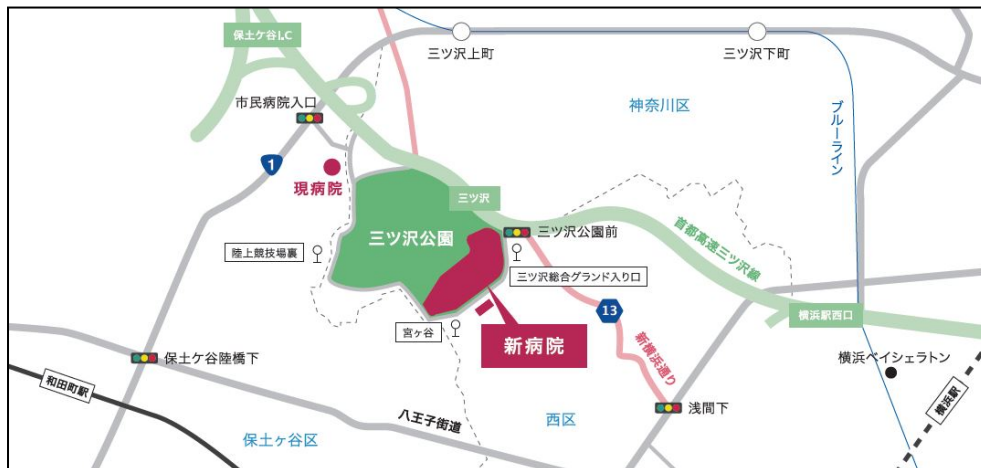 保土ケ谷I.C
三ツ沢上町
三ツ沢下町
市民病院入口
神奈川区
ブルーライン
1
現病院
三ツ沢
三ツ沢公園
三ツ沢公園前
首都高速三ツ沢線
陸上競技場裏
三ツ沢総合グランド入り口
13
横浜駅西口
宮ヶ谷
新病院
新横浜通り
横浜ベイシェラトン
保土ケ谷陸橋下
和田町駅
八王子街道
西区
浅間下
横浜駅
保土ヶ谷区